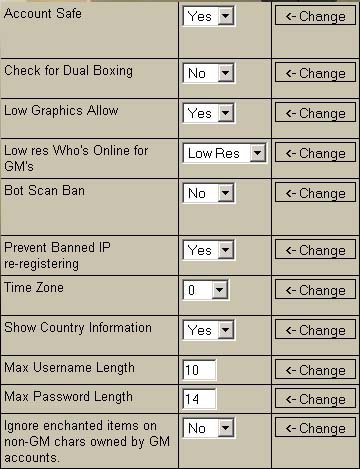 Account Safe Yes <- Change
Check for Dual Boxing No <- Change
Low Graphics Allow Yes <- Change
Low res Who's Online for Low Res <- Change
GM's
Bot Scan Ban No <- Change
Prevent Banned IP Yes <- Change
re-registering
Time Zone 0 <- Change
Show Country Information Yes <- Change
Max Username Length 10 <- Change
Max Password Length 14 <- Change
Ignore enchanted items on No <- Change
non-GM chars owned by GM
accounts.